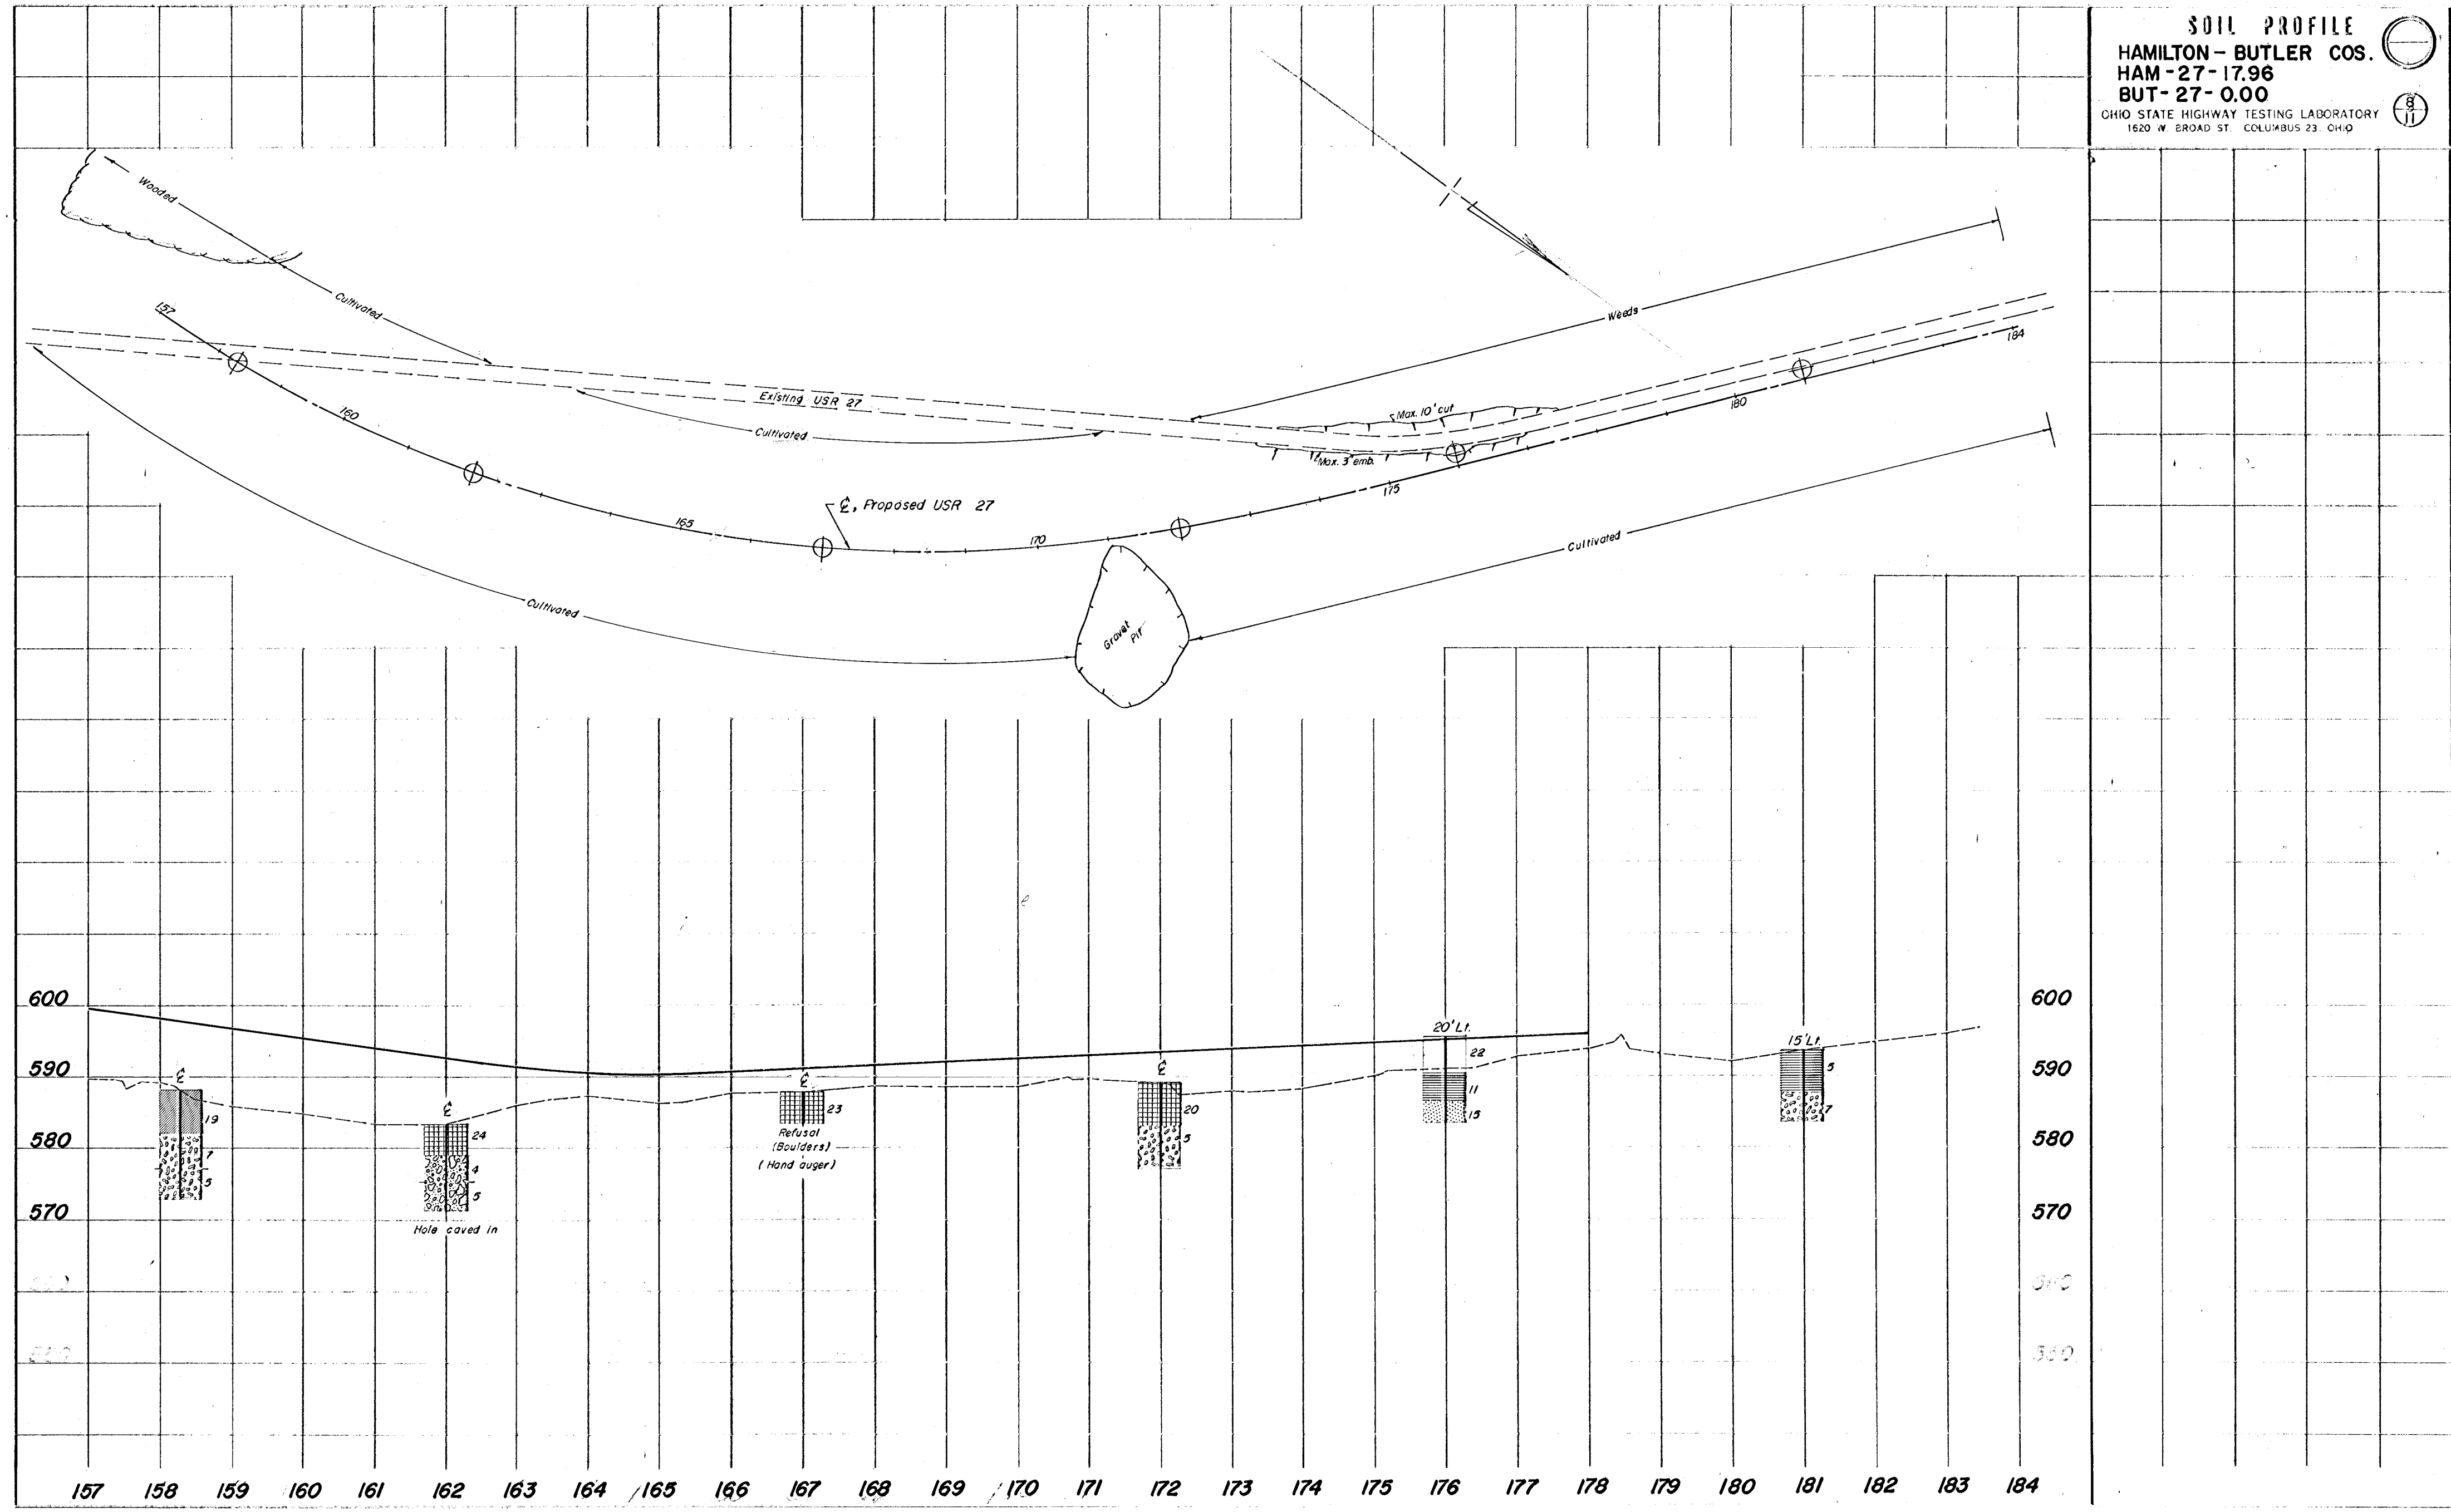 SOIL PROFILE
HAMILTON - BUTLER COS.
HAM - 27 - 17.96
BUT - 27 - 0.00
OHIO STATE HIGHWAY TESTING LABORATORY
1620 W. BROAD ST. COLUMBUS 23, OHIO
8
11
Wooded
Cultivated
157
160
Existing USR 27
Cultivated
Weeds
Max. 10' cut
Max. 3' emb.
184
180
175
165
170
℄, Proposed USR 27
Cultivated
Cultivated
Gravel
Pit
600
590
580
570
600
590
580
570
560
℄
19
7
5
℄
24
4
5
Hole caved in
℄
23
Refusal
(Boulders)
(Hand auger)
℄
20
5
20' Lt.
22
11
15
15' Lt.
5
7
157 158 159 160 161 162 163 164 165 166 167 168 169 170 171 172 173 174 175 176 177 178 179 180 181 182 183 184